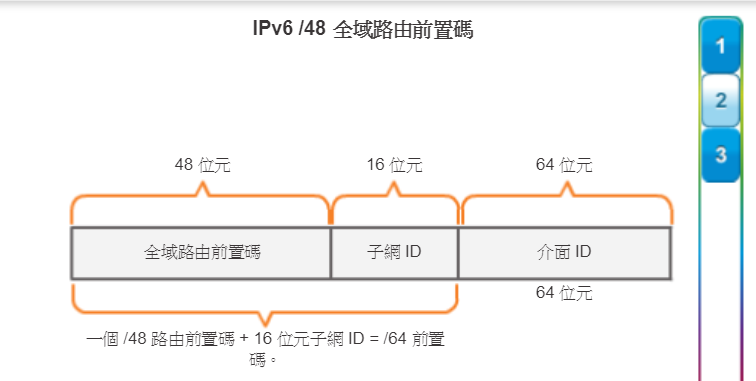 IPv6 /48 全域路由前置碼
1
2
3
48 位元
16 位元
64 位元
全域路由前置碼
子網 ID
介面 ID
64 位元
一個 /48 路由前置碼 + 16 位元子網 ID = /64 前置
碼。